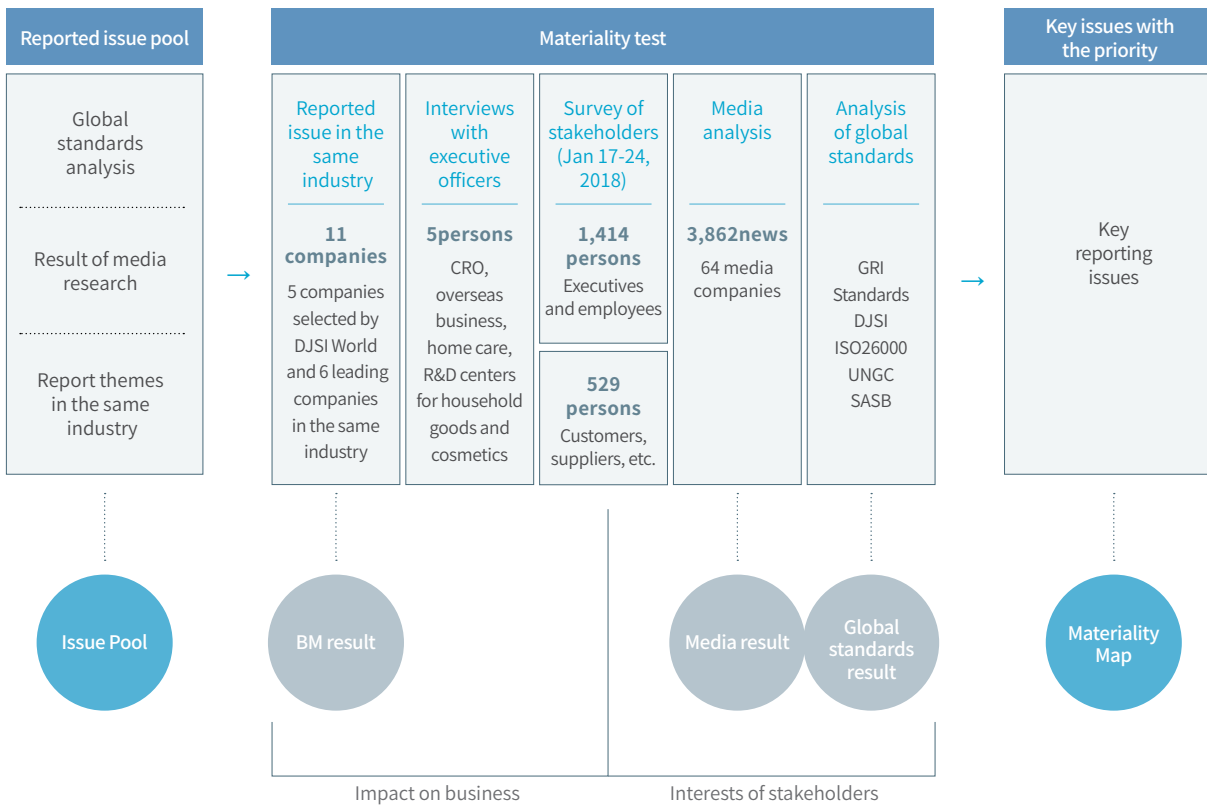 Reported issue pool
Global
standards
analysis
Result of media
research
Report themes
in the same
industry
→
Materiality test
Reported
issue in the
same
industry
11
companies
5 companies
selected by
DJSI World
and 6 leading
companies
in the same
industry
Interviews
with
executive
officers
5persons
CRO,
overseas
business,
home care,
R&D centers
for household
goods and
cosmetics
Survey of
stakeholders
(Jan 17-24,
2018)
1,414
persons
Executives
and employees
529
persons
Customers,
suppliers, etc.
Media
analysis
3,862news
64 media
companies
Analysis
of global
standards
GRI
Standards
DJSI
ISO26000
UNGC
SASB
→
Key issues with
the priority
Key
reporting
issues
Issue Pool
BM result
Media result
Global
standards
result
Materiality
Map
Impact on business
Interests of stakeholders